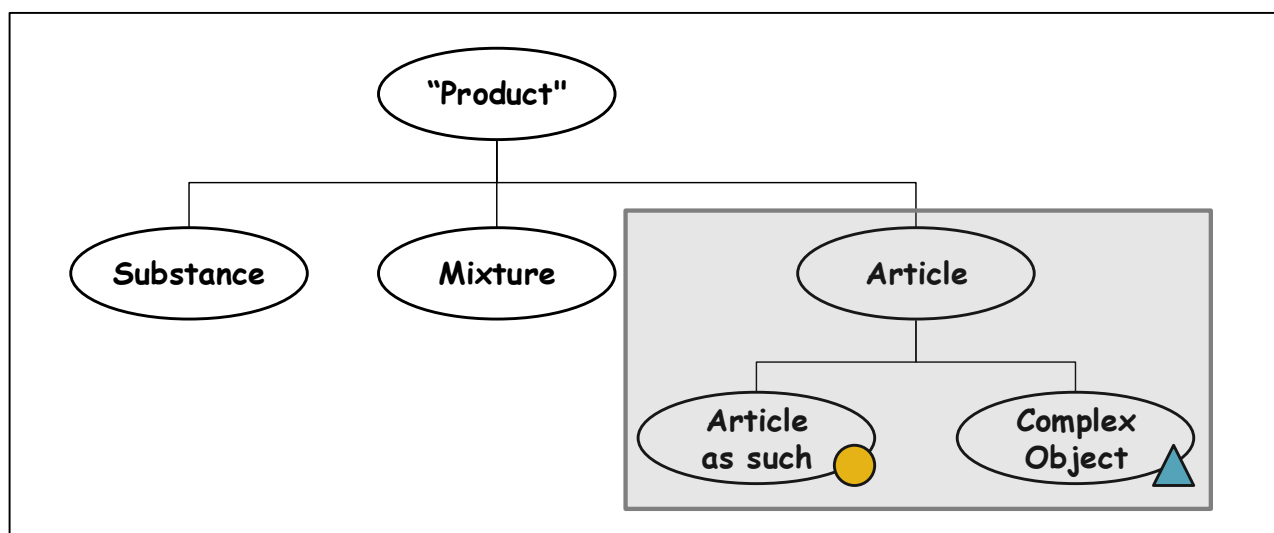 “Product"
Substance
Mixture
Article
Article
as such
Complex
Object